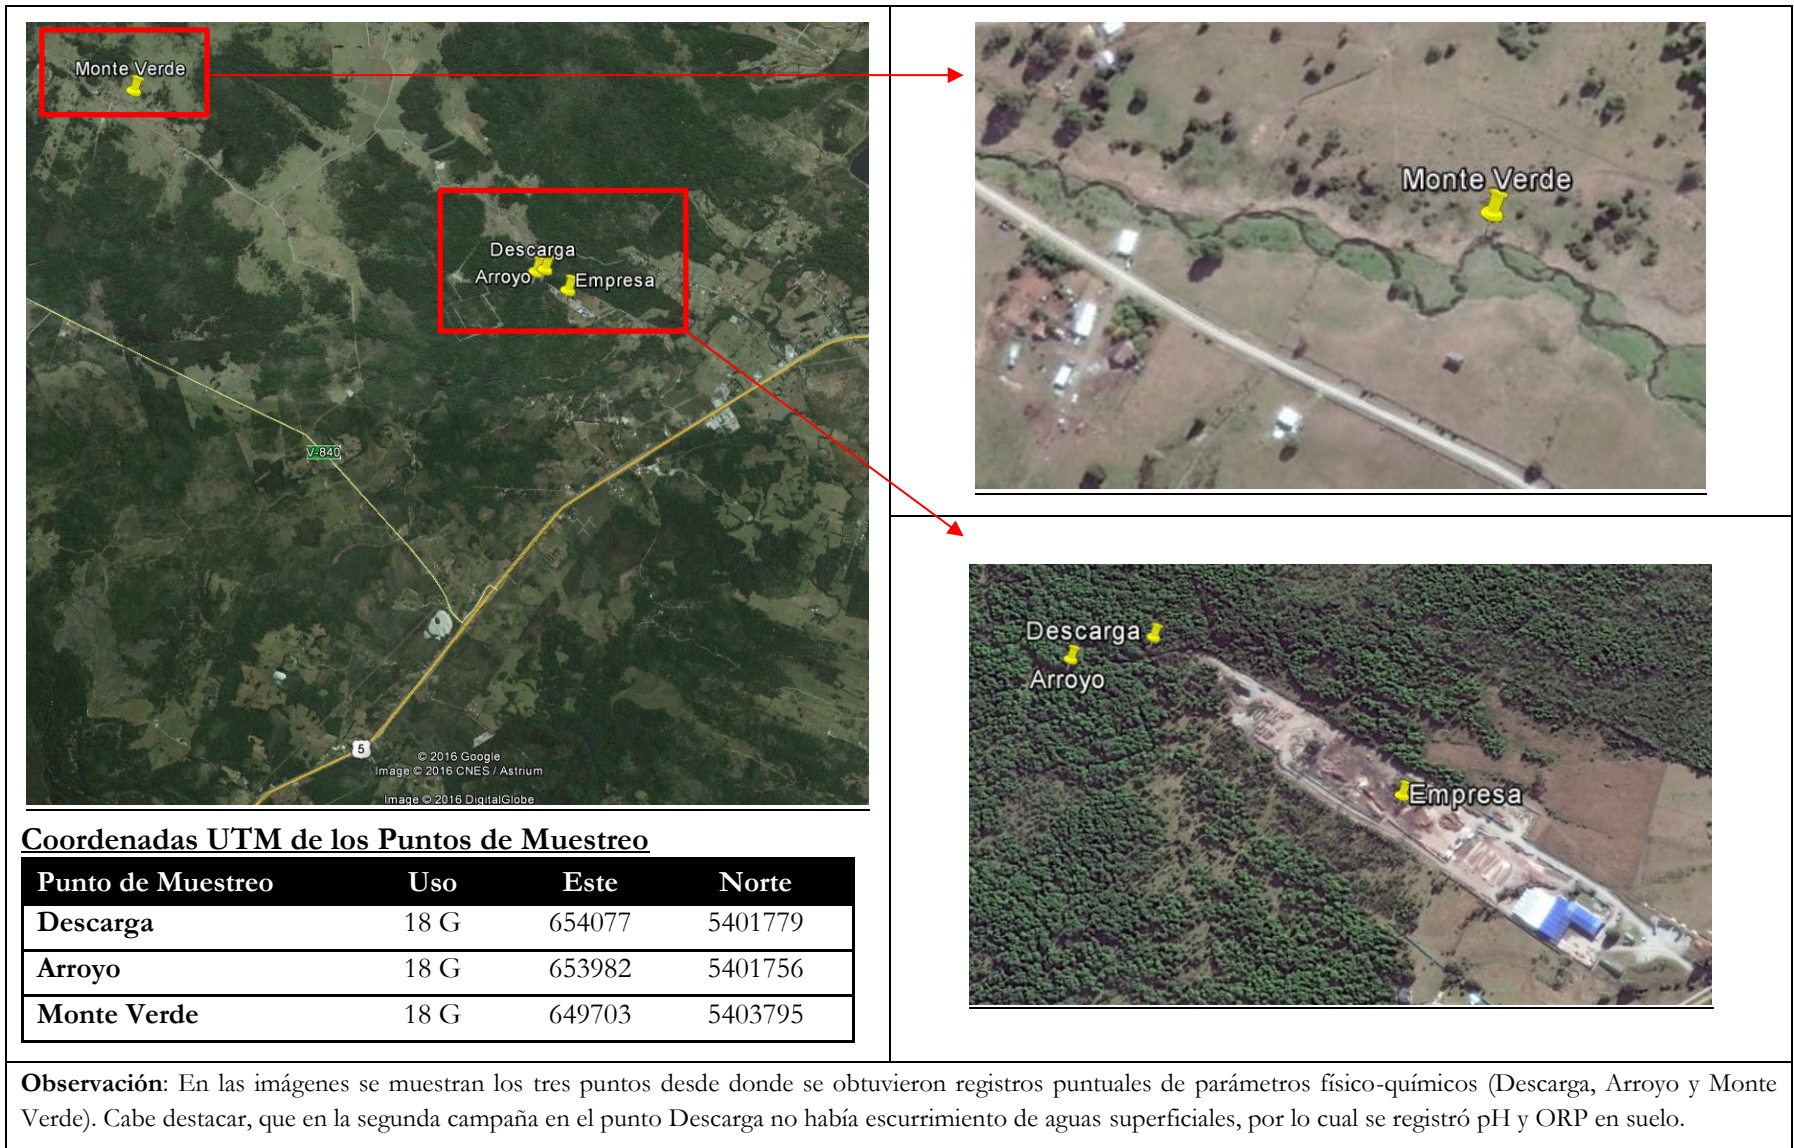 Monte Verde
Descarga
Arroyo
Empresa
V-840
5
© 2016 Google
Image © 2016 CNES / Astrium
Image © 2016 DigitalGlobe
Monte Verde
Descarga
Arroyo
Empresa
Coordenadas UTM de los Puntos de Muestreo
Punto de Muestreo Uso Este Norte
Descarga 18 G 654077 5401779
Arroyo 18 G 653982 5401756
Monte Verde 18 G 649703 5403795
Observación: En las imágenes se muestran los tres puntos desde donde se obtuvieron registros puntuales de parámetros físico-químicos (Descarga, Arroyo y Monte
Verde). Cabe destacar, que en la segunda campaña en el punto Descarga no había escurrimiento de aguas superficiales, por lo cual se registró pH y ORP en suelo.